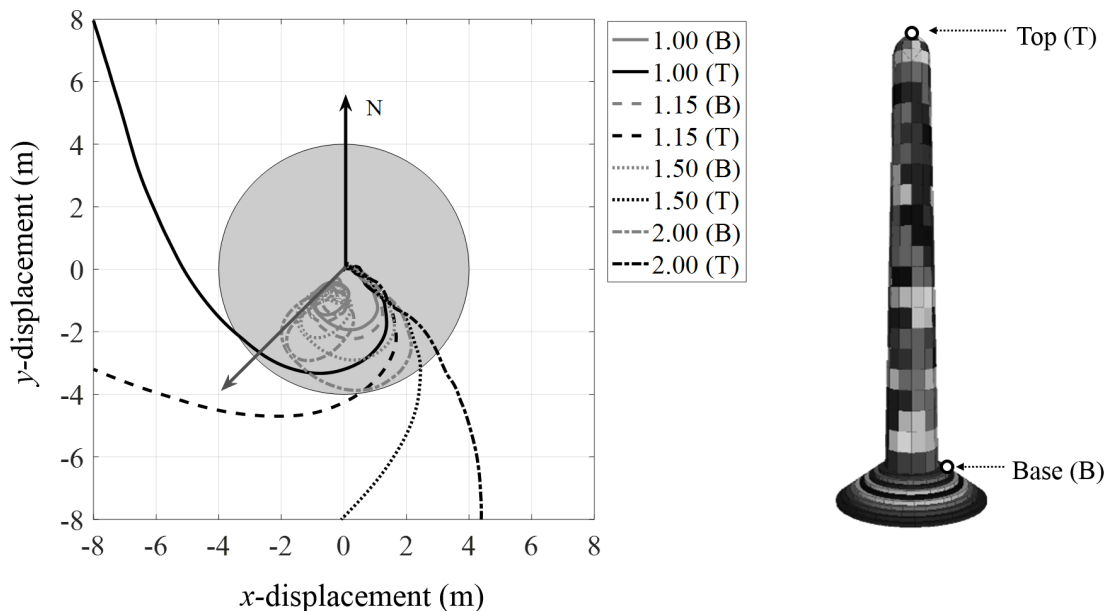 8
6
4
2
0
-2
-4
-6
-8
y-displacement (m)
-8 -6 -4 -2 0 2 4 6 8
x-displacement (m)
N
1.00 (B)
1.00 (T)
1.15 (B)
1.15 (T)
1.50 (B)
1.50 (T)
2.00 (B)
2.00 (T)
Top (T)
Base (B)